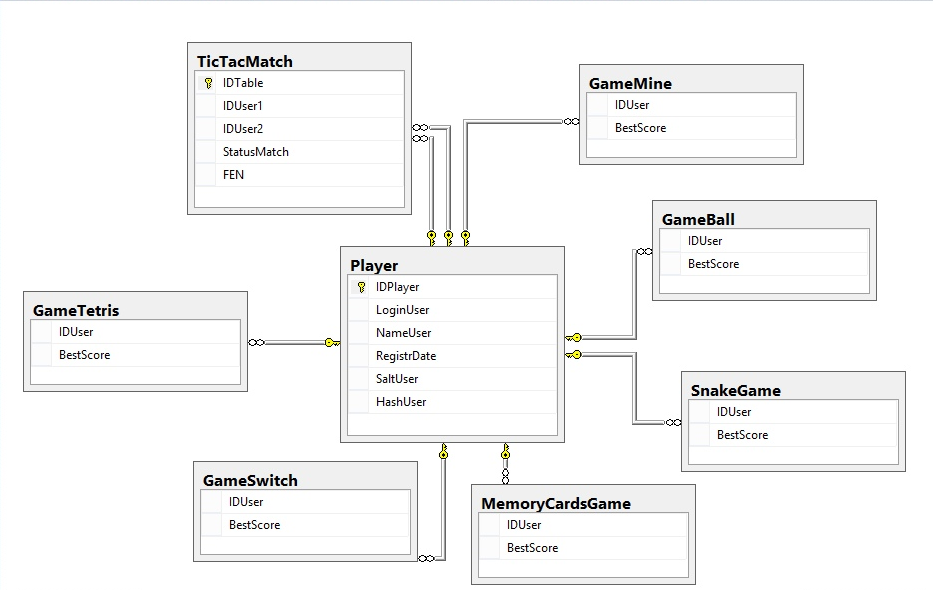 TicTacMatch
IDTable
IDUser1
IDUser2
StatusMatch
FEN
GameMine
IDUser
BestScore
GameBall
IDUser
BestScore
Player
IDPlayer
LoginUser
NameUser
RegistrDate
SaltUser
HashUser
GameTetris
IDUser
BestScore
SnakeGame
IDUser
BestScore
GameSwitch
IDUser
BestScore
MemoryCardsGame
IDUser
BestScore